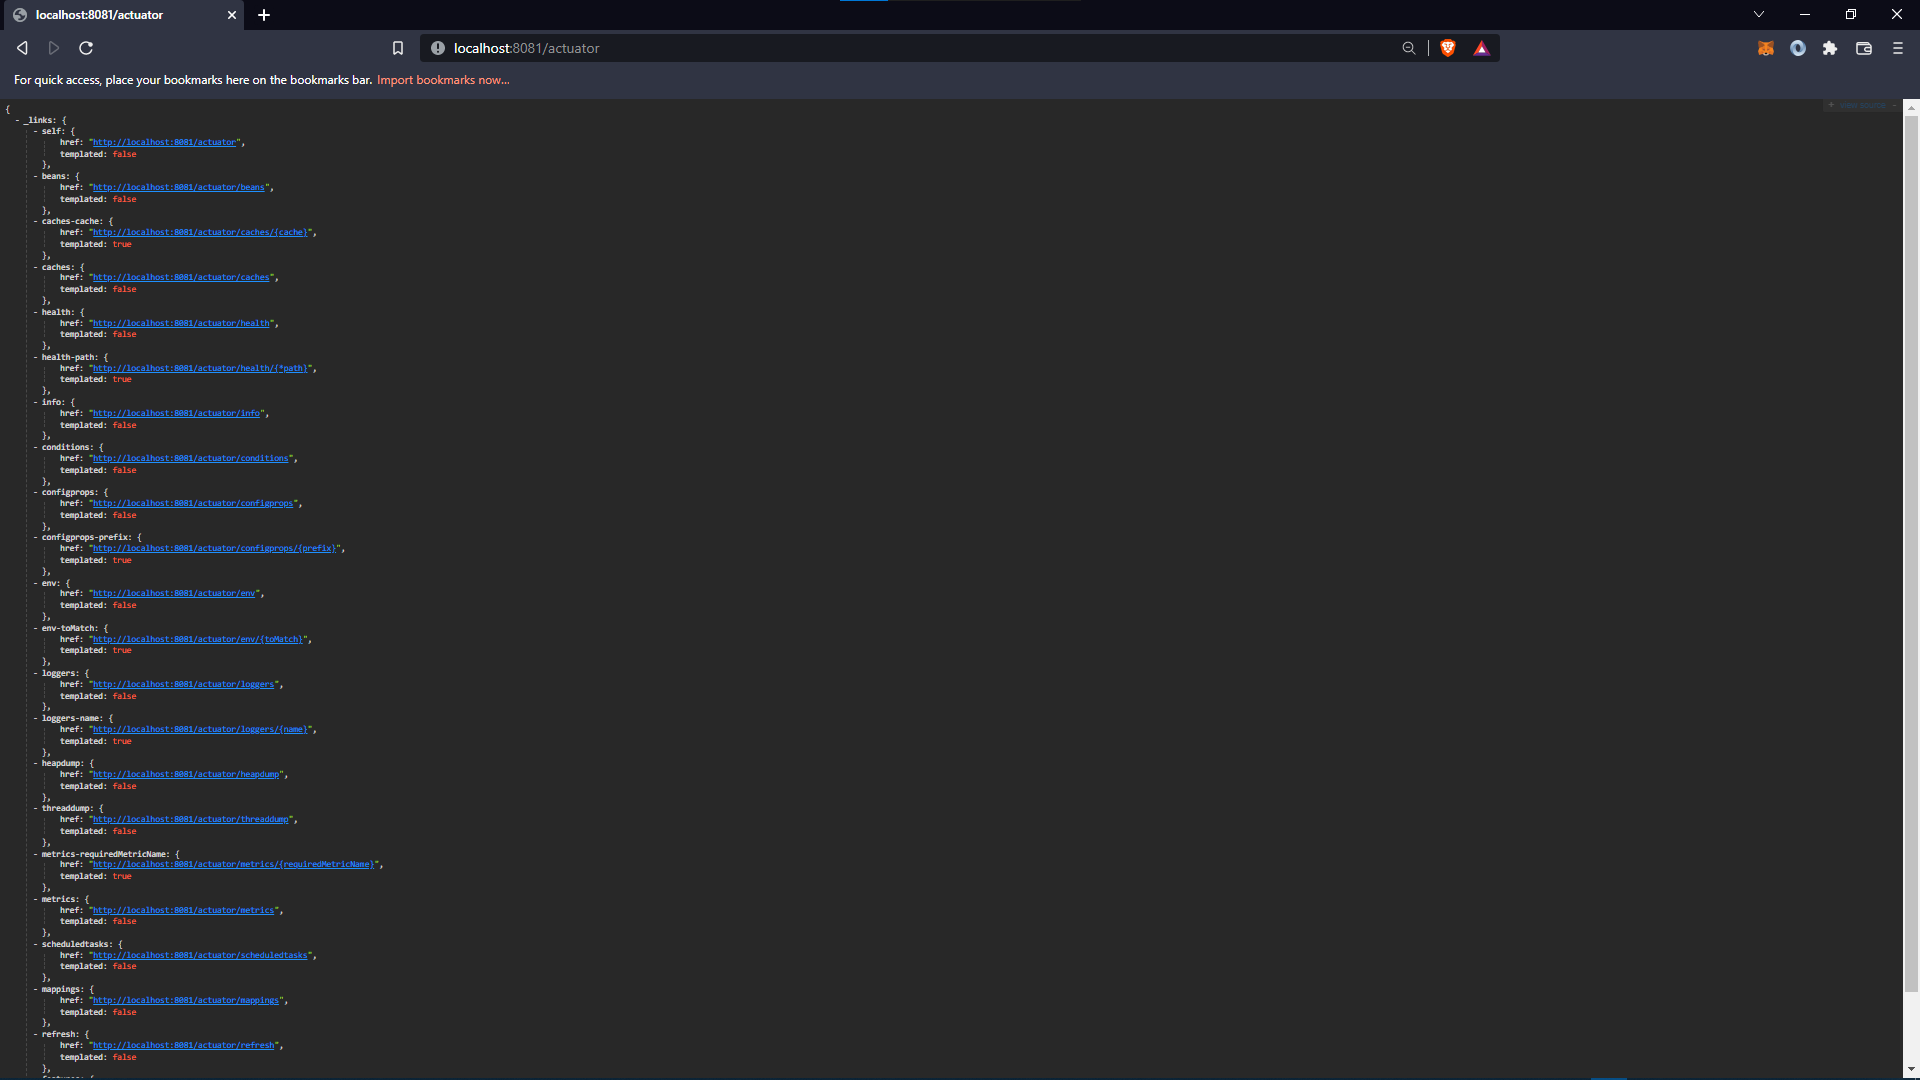 localhost:8081/actuator
localhost:8081/actuator
For quick access, place your bookmarks here on the bookmarks bar. Import bookmarks now...
+ view source
{
- _links: {
- self: {
href: "http://localhost:8081/actuator",
templated: false
},
- beans: {
href: "http://localhost:8081/actuator/beans",
templated: false
},
- caches-cache: {
href: "http://localhost:8081/actuator/caches/{cache}",
templated: true
},
- caches: {
href: "http://localhost:8081/actuator/caches",
templated: false
},
- health: {
href: "http://localhost:8081/actuator/health",
templated: false
},
- health-path: {
href: "http://localhost:8081/actuator/health/{*path}",
templated: true
},
- info: {
href: "http://localhost:8081/actuator/info",
templated: false
},
- conditions: {
href: "http://localhost:8081/actuator/conditions",
templated: false
},
- configprops: {
href: "http://localhost:8081/actuator/configprops",
templated: false
},
- configprops-prefix: {
href: "http://localhost:8081/actuator/configprops/{prefix}",
templated: true
},
- env: {
href: "http://localhost:8081/actuator/env",
templated: false
},
- env-toMatch: {
href: "http://localhost:8081/actuator/env/{toMatch}",
templated: true
},
- loggers: {
href: "http://localhost:8081/actuator/loggers",
templated: false
},
- loggers-name: {
href: "http://localhost:8081/actuator/loggers/{name}",
templated: true
},
- heapdump: {
href: "http://localhost:8081/actuator/heapdump",
templated: false
},
- threaddump: {
href: "http://localhost:8081/actuator/threaddump",
templated: false
},
- metrics-requiredMetricName: {
href: "http://localhost:8081/actuator/metrics/{requiredMetricName}",
templated: true
},
- metrics: {
href: "http://localhost:8081/actuator/metrics",
templated: false
},
- scheduledtasks: {
href: "http://localhost:8081/actuator/scheduledtasks",
templated: false
},
- mappings: {
href: "http://localhost:8081/actuator/mappings",
templated: false
},
- refresh: {
href: "http://localhost:8081/actuator/refresh",
templated: false
},